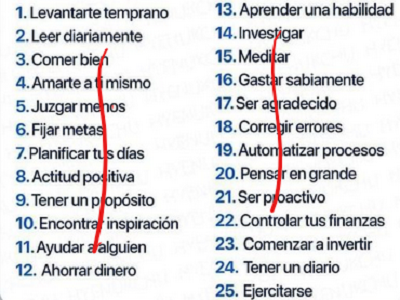 1. Levantarte temprano
2. Leer diariamente
3. Comer bien
4. Amarte a ti mismo
5. Juzgar menos
6. Fijar metas
7. Planificar tus días
8. Actitud positiva
9. Tener un propósito
10. Encontrar inspiración
11. Ayudar a alguien
12. Ahorrar dinero
13. Aprender una habilidad
14. Investigar
15. Meditar
16. Gastar sabiamente
17. Ser agradecido
18. Corregir errores
19. Automatizar procesos
20. Pensar en grande
21. Ser proactivo
22. Controlar tus finanzas
23. Comenzar a invertir
24. Tener un diario
25. Ejercitarse